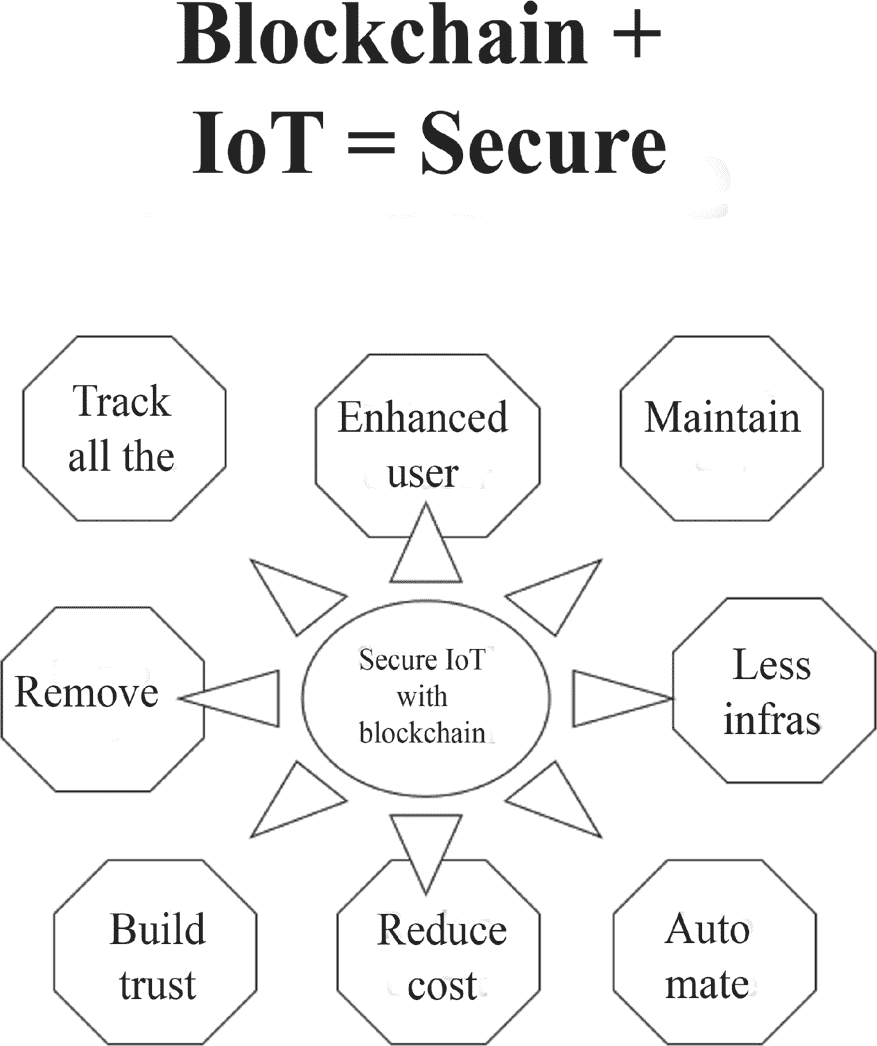 Blockchain +
IoT = Secure
Track
all the
Enhanced
user
Maintain
Remove
Secure IoT
with
blockchain
Less
infras
Build
trust
Reduce
cost
Auto
mate